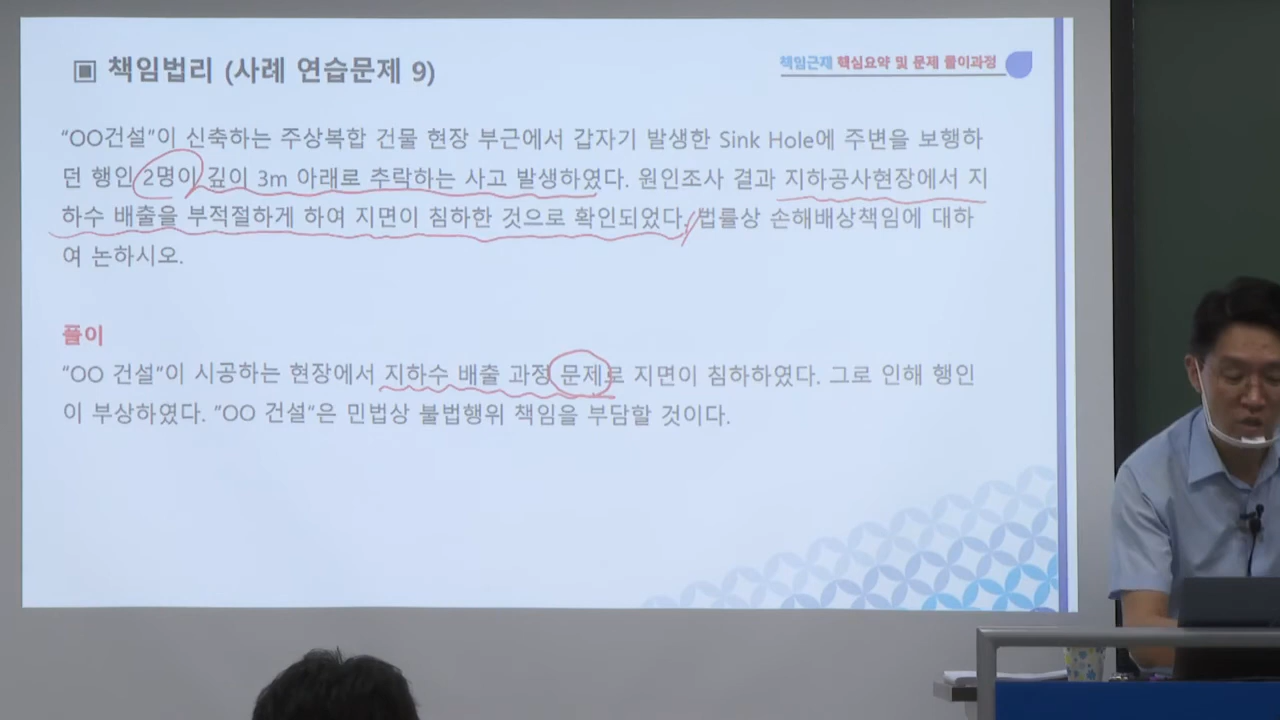 ▣ 책임법리 (사례 연습문제 9)
책임근재 핵심요약 및 문제 풀이과정
“OO건설”이 신축하는 주상복합 건물 현장 부근에서 갑자기 발생한 Sink Hole에 주변을 보행하
던 행인 2명이 깊이 3m 아래로 추락하는 사고 발생하였다. 원인조사 결과 지하공사현장에서 지
하수 배출을 부적절하게 하여 지면이 침하한 것으로 확인되었다. 법률상 손해배상책임에 대하
여 논하시오.
풀이
“OO 건설”이 시공하는 현장에서 지하수 배출 과정 문제로 지면이 침하하였다. 그로 인해 행인
이 부상하였다. ”OO 건설“은 민법상 불법행위 책임을 부담할 것이다.